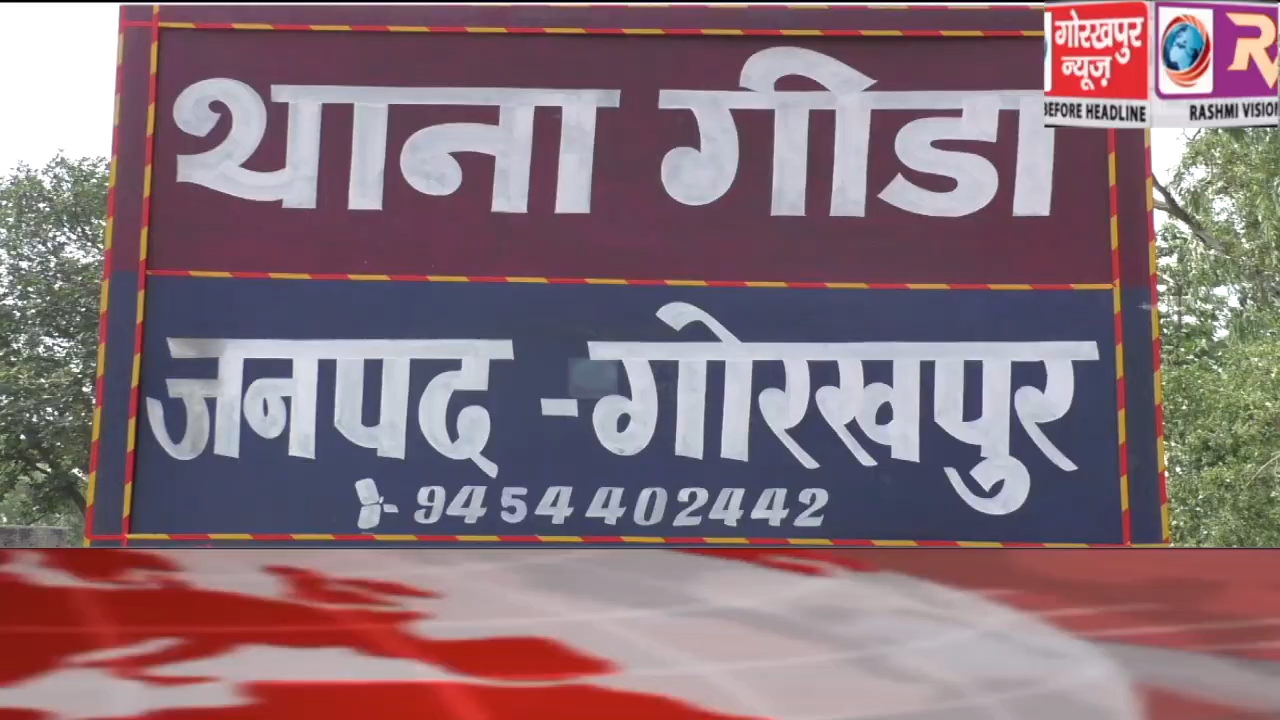 थाना गीडा
जनपद -गोरखपुर
- 9454402442
गोरखपुर
न्यूज़
BEFORE HEADLINE
R
RASHMI VISION